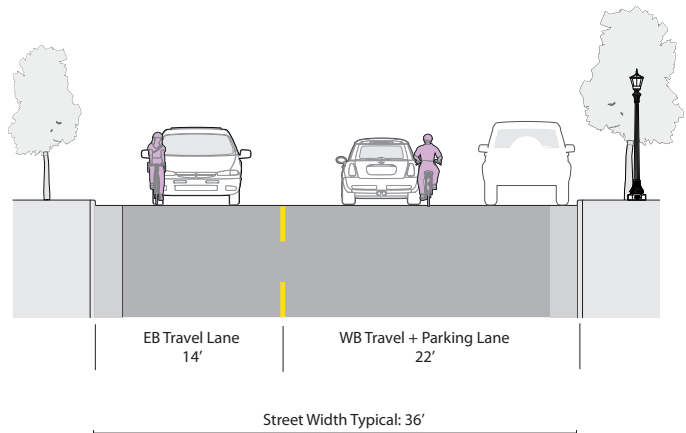 EB Travel Lane
14’
WB Travel + Parking Lane
22’
Street Width Typical: 36’